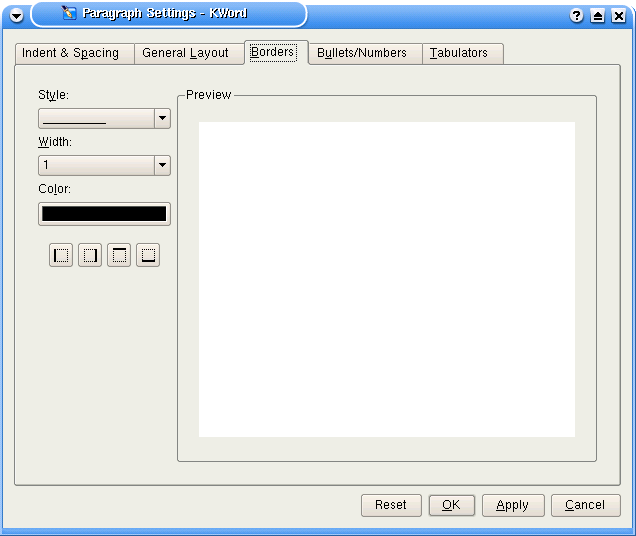 Paragraph Settings - KWord
Indent & Spacing General Layout Borders Bullets/Numbers Tabulators
Style:
Preview
Width:
1
Color:
Reset OK Apply Cancel